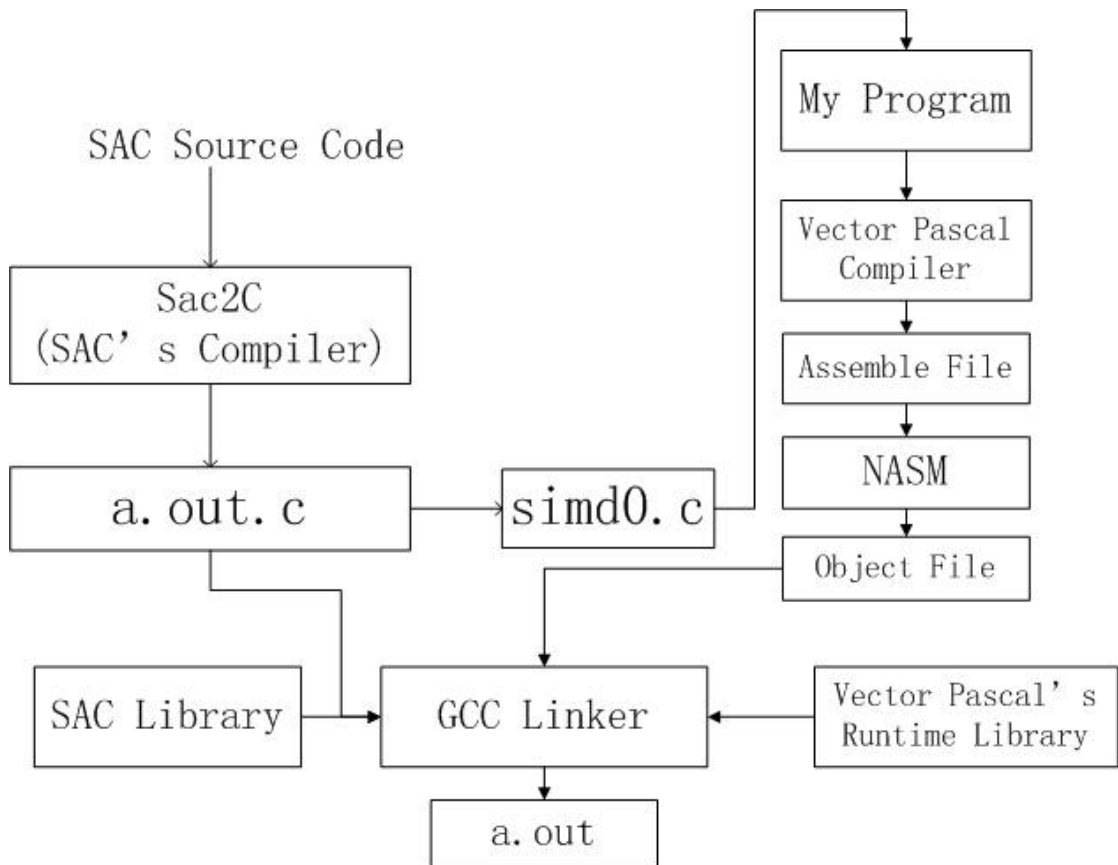 My Program
SAC Source Code
Vector Pascal
Compiler
Sac2C
(SAC's Compiler)
Assemble File
NASM
a.out.c
simd0.c
Object File
SAC Library
GCC Linker
Vector Pascal's
Runtime Library
a.out